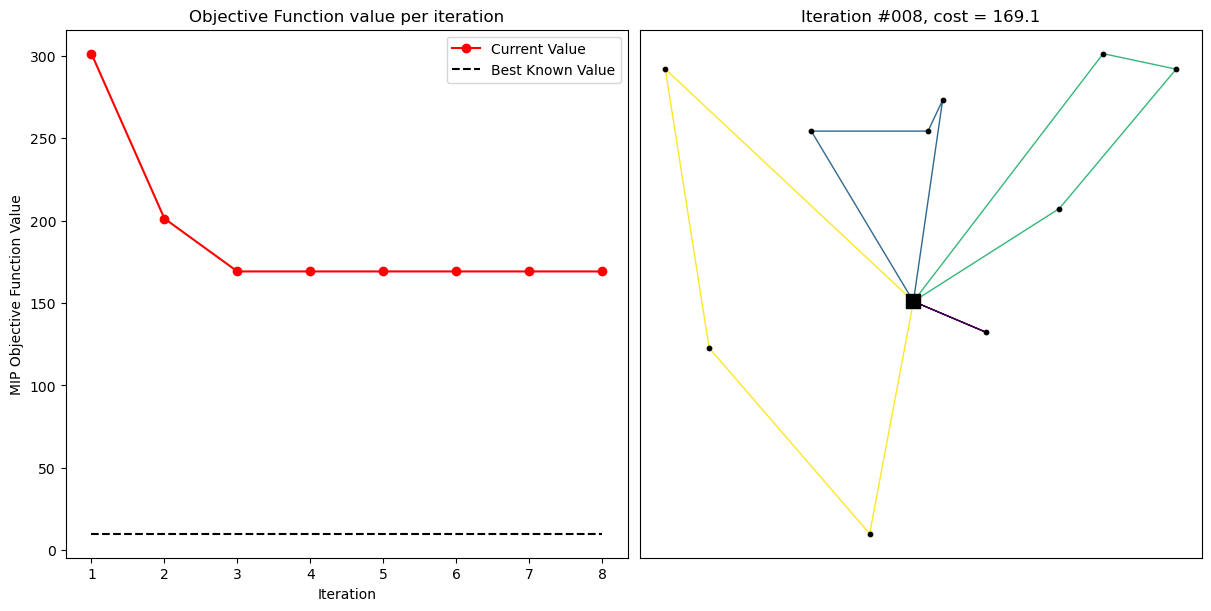 Objective Function value per iteration
Current Value
Best Known Value
MIP Objective Function Value
300
250
200
150
100
50
0
1 2 3 4 5 6 7 8
Iteration
Iteration #008, cost = 169.1